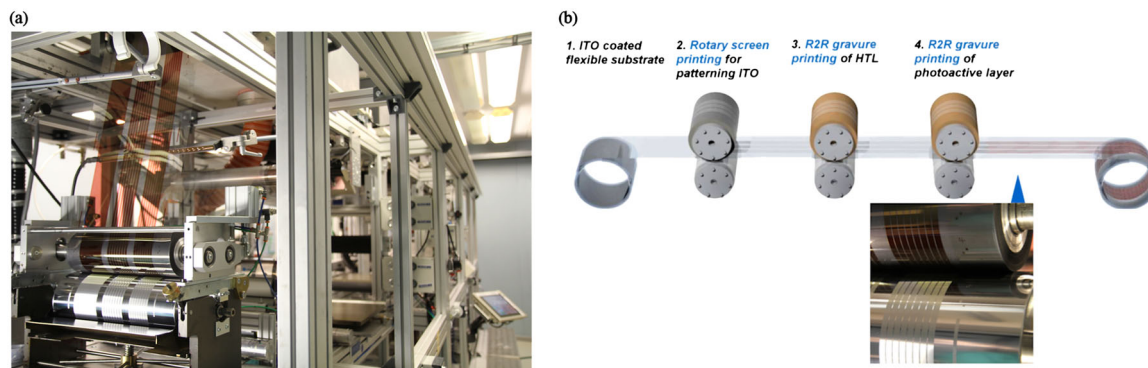 (a)
(b)
1. ITO coated
flexible substrate
2. Rotary screen
printing for
patterning ITO
3. R2R gravure
printing of HTL
4. R2R gravure
printing of
photoactive layer